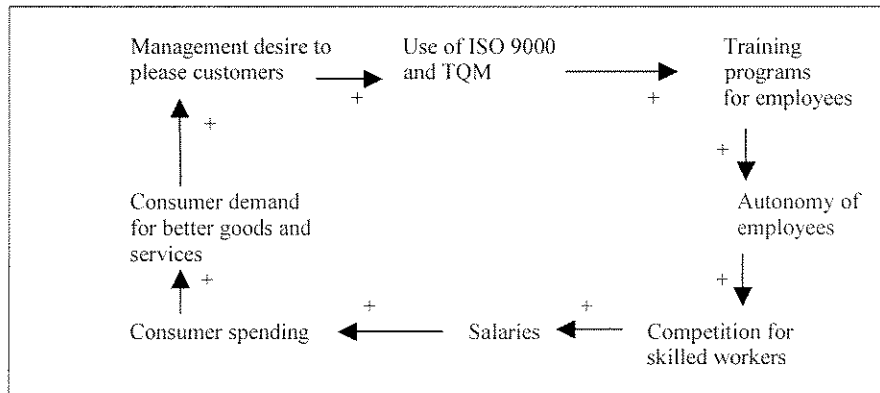 Management desire to
please customers
+
Use of ISO 9000
and TQM
+
Training
programs
for employees
+
Autonomy of
employees
+
Competition for
skilled workers
+
Salaries
+
Consumer spending
+
Consumer demand
for better goods and
services
+